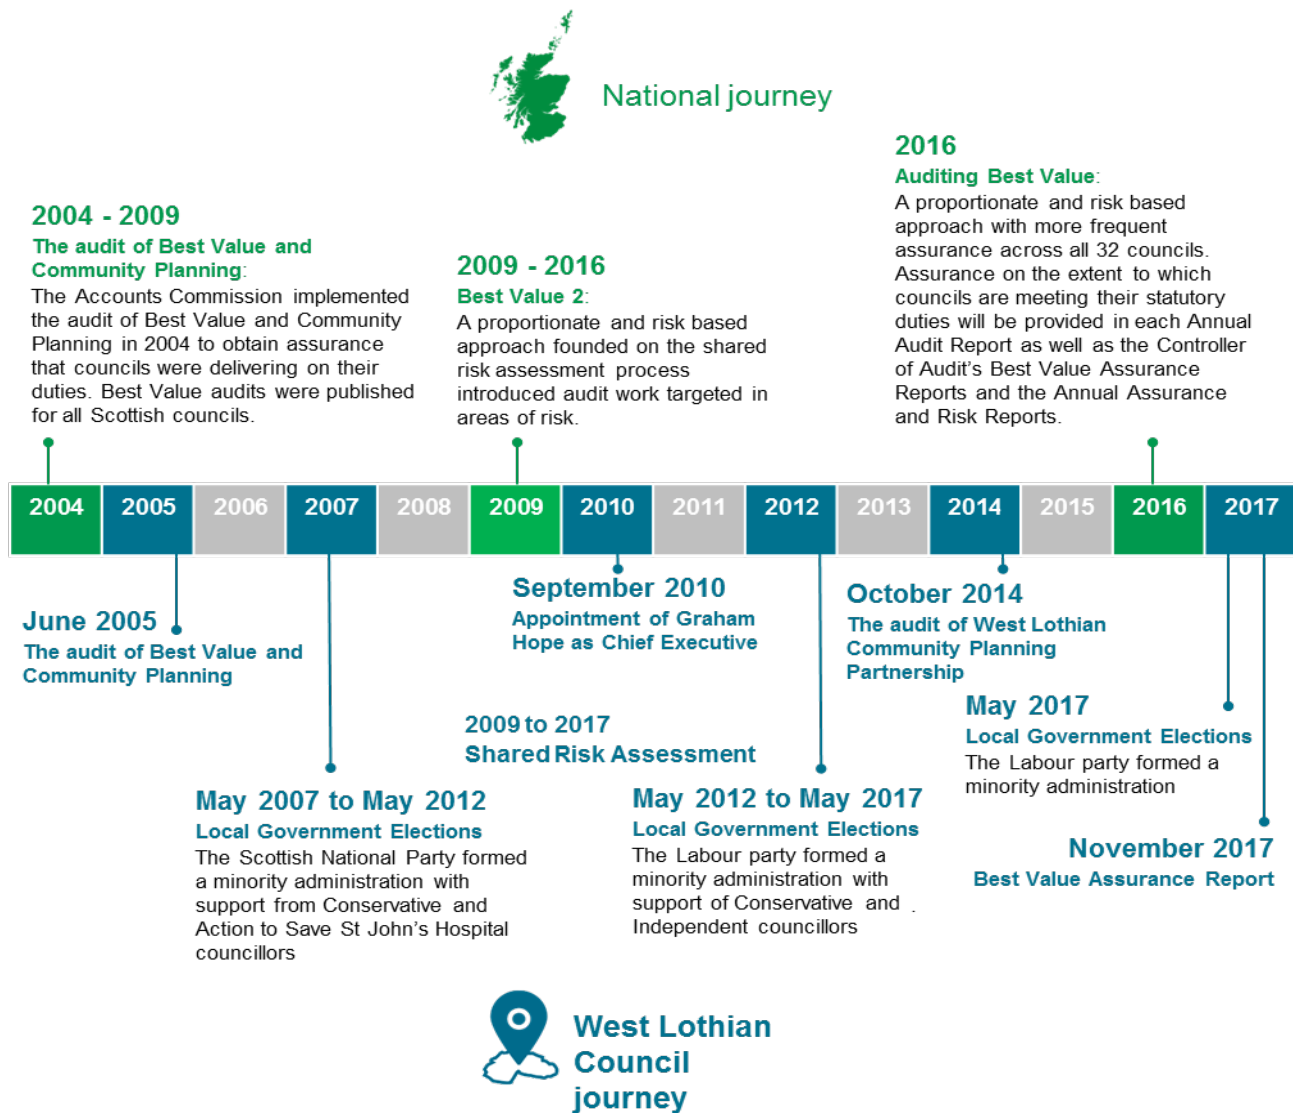 National journey
2016
Auditing Best Value:
A proportionate and risk based
approach with more frequent
assurance across all 32 councils.
Assurance on the extent to which
councils are meeting their statutory
duties will be provided in each Annual
Audit Report as well as the Controller
of Audit's Best Value Assurance
Reports and the Annual Assurance
and Risk Reports.
2004 - 2009
The audit of Best Value and
Community Planning:
The Accounts Commission implemented
the audit of Best Value and Community
Planning in 2004 to obtain assurance
that councils were delivering on their
duties. Best Value audits were published
for all Scottish councils.
2009 - 2016
Best Value 2:
A proportionate and risk based
approach founded on the shared
risk assessment process
introduced audit work targeted in
areas of risk.
2004 2005 2006 2007 2008 2009 2010 2011 2012 2013 2014 2015 2016 2017
June 2005
The audit of Best Value and
Community Planning
September 2010
Appointment of Graham
Hope as Chief Executive
October 2014
The audit of West Lothian
Community Planning
Partnership
2009 to 2017
Shared Risk Assessment
May 2017
Local Government Elections
The Labour party formed a
minority administration
May 2007 to May 2012
Local Government Elections
The Scottish National Party formed
a minority administration with
support from Conservative and
Action to Save St John's Hospital
councillors
May 2012 to May 2017
Local Government Elections
The Labour party formed a
minority administration with
support of Conservative and .
Independent councillors
November 2017
Best Value Assurance Report
West Lothian
Council
journey